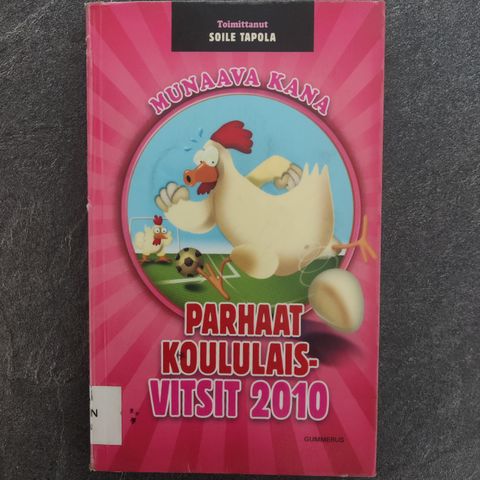 Toimittanut
SOILE TAPOLA
MUNAAVA KANA
PARHAAT
KOULULAIS-
VITSIT 2010
N
GUMMERUS